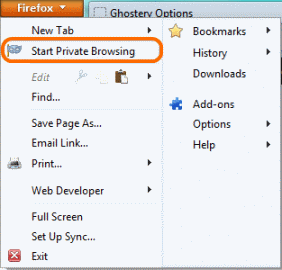 Firefox
Ghostery Options
New Tab
Start Private Browsing
Edit
Find...
Save Page As...
Email Link...
Print...
Web Developer
Full Screen
Set Up Sync...
Exit
Bookmarks
History
Downloads
Add-ons
Options
Help